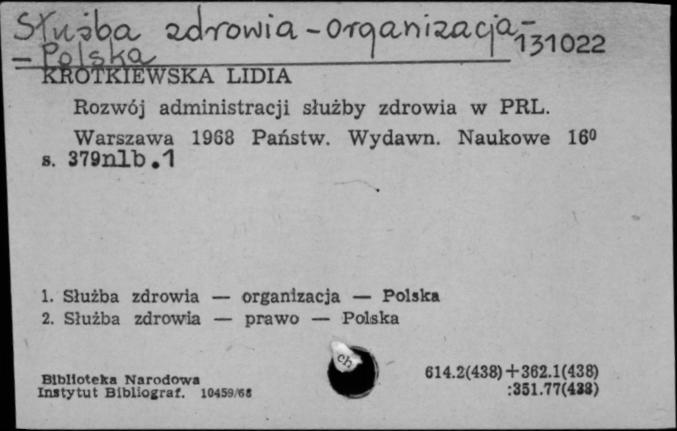 Służba zdrowia - organizacja -
- Polska
131022
KROTKIEWSKA LIDIA
Rozwój administracji służby zdrowia w PRL.
Warszawa 1968 Państw. Wydawn. Naukowe 16⁰
s. 379nlb.1
1. Służba zdrowia — organizacja — Polska
2. Służba zdrowia — prawo — Polska
ch
Biblioteka Narodowa
Instytut Bibliograf. 10459/68
614.2(438)+362.1(438)
:351.77(438)